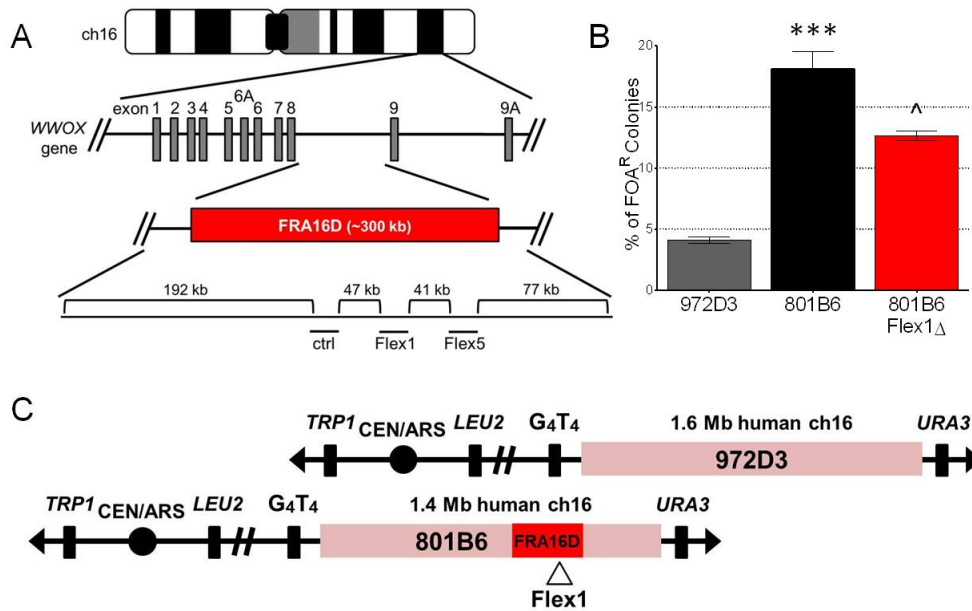 A
ch16
exon 1 2 3 4 5 6A 6 7 8 9 9A
WWOX
gene
FRA16D (~300 kb)
192 kb 47 kb 41 kb 77 kb
ctrl Flex1 Flex5
B
% of FOA^R Colonies
20
15
10
5
0
***
^
972D3 801B6 801B6
Flex1Δ
C
TRP1 CEN/ARS LEU2 G₄T₄ 1.6 Mb human ch16 URA3
972D3
TRP1 CEN/ARS LEU2 G₄T₄ 1.4 Mb human ch16 URA3
801B6 FRA16D
Flex1